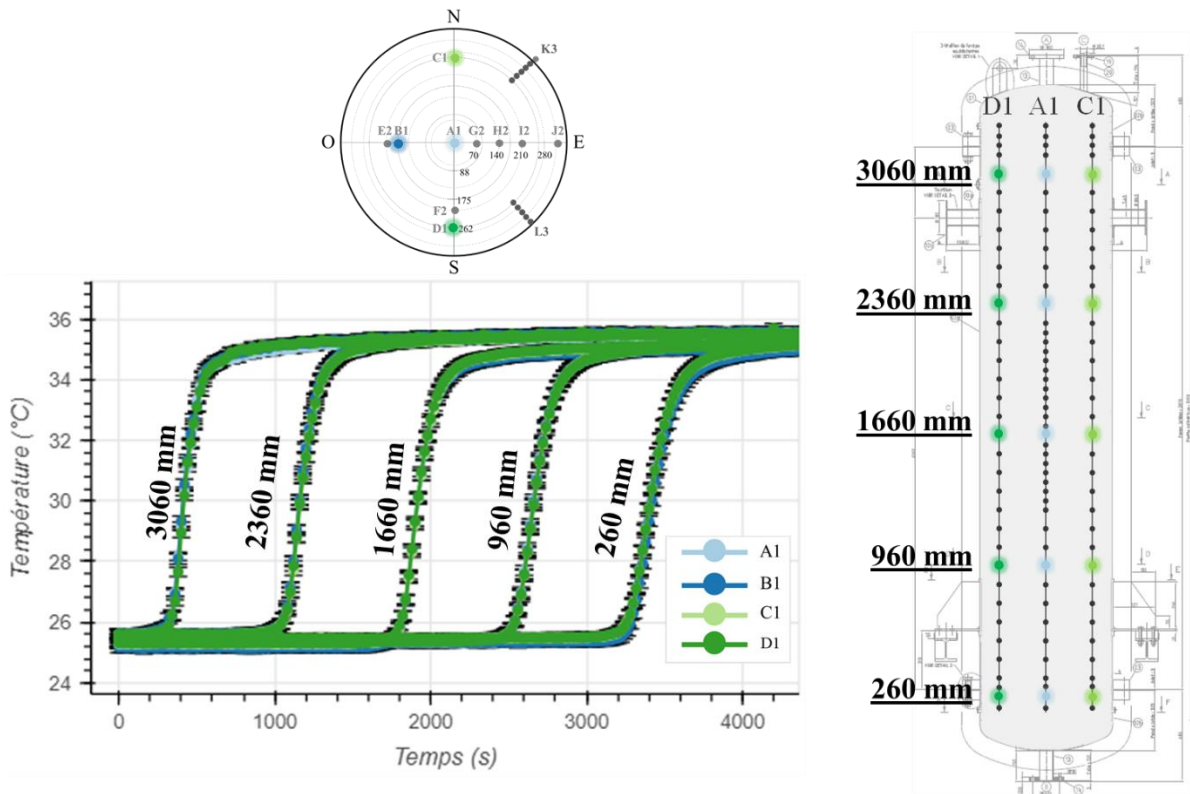 N
C1
K3
O
E2 B1
A1 G2 H2 I2 J2
E
70 140 210 280
88
175
F2
D1 262
L3
S
Température (°C)
36
34
32
30
28
26
24
3060 mm
2360 mm
1660 mm
960 mm
260 mm
A1
B1
C1
D1
0 1000 2000 3000 4000
Temps (s)
D1 A1 C1
3060 mm
2360 mm
1660 mm
960 mm
260 mm